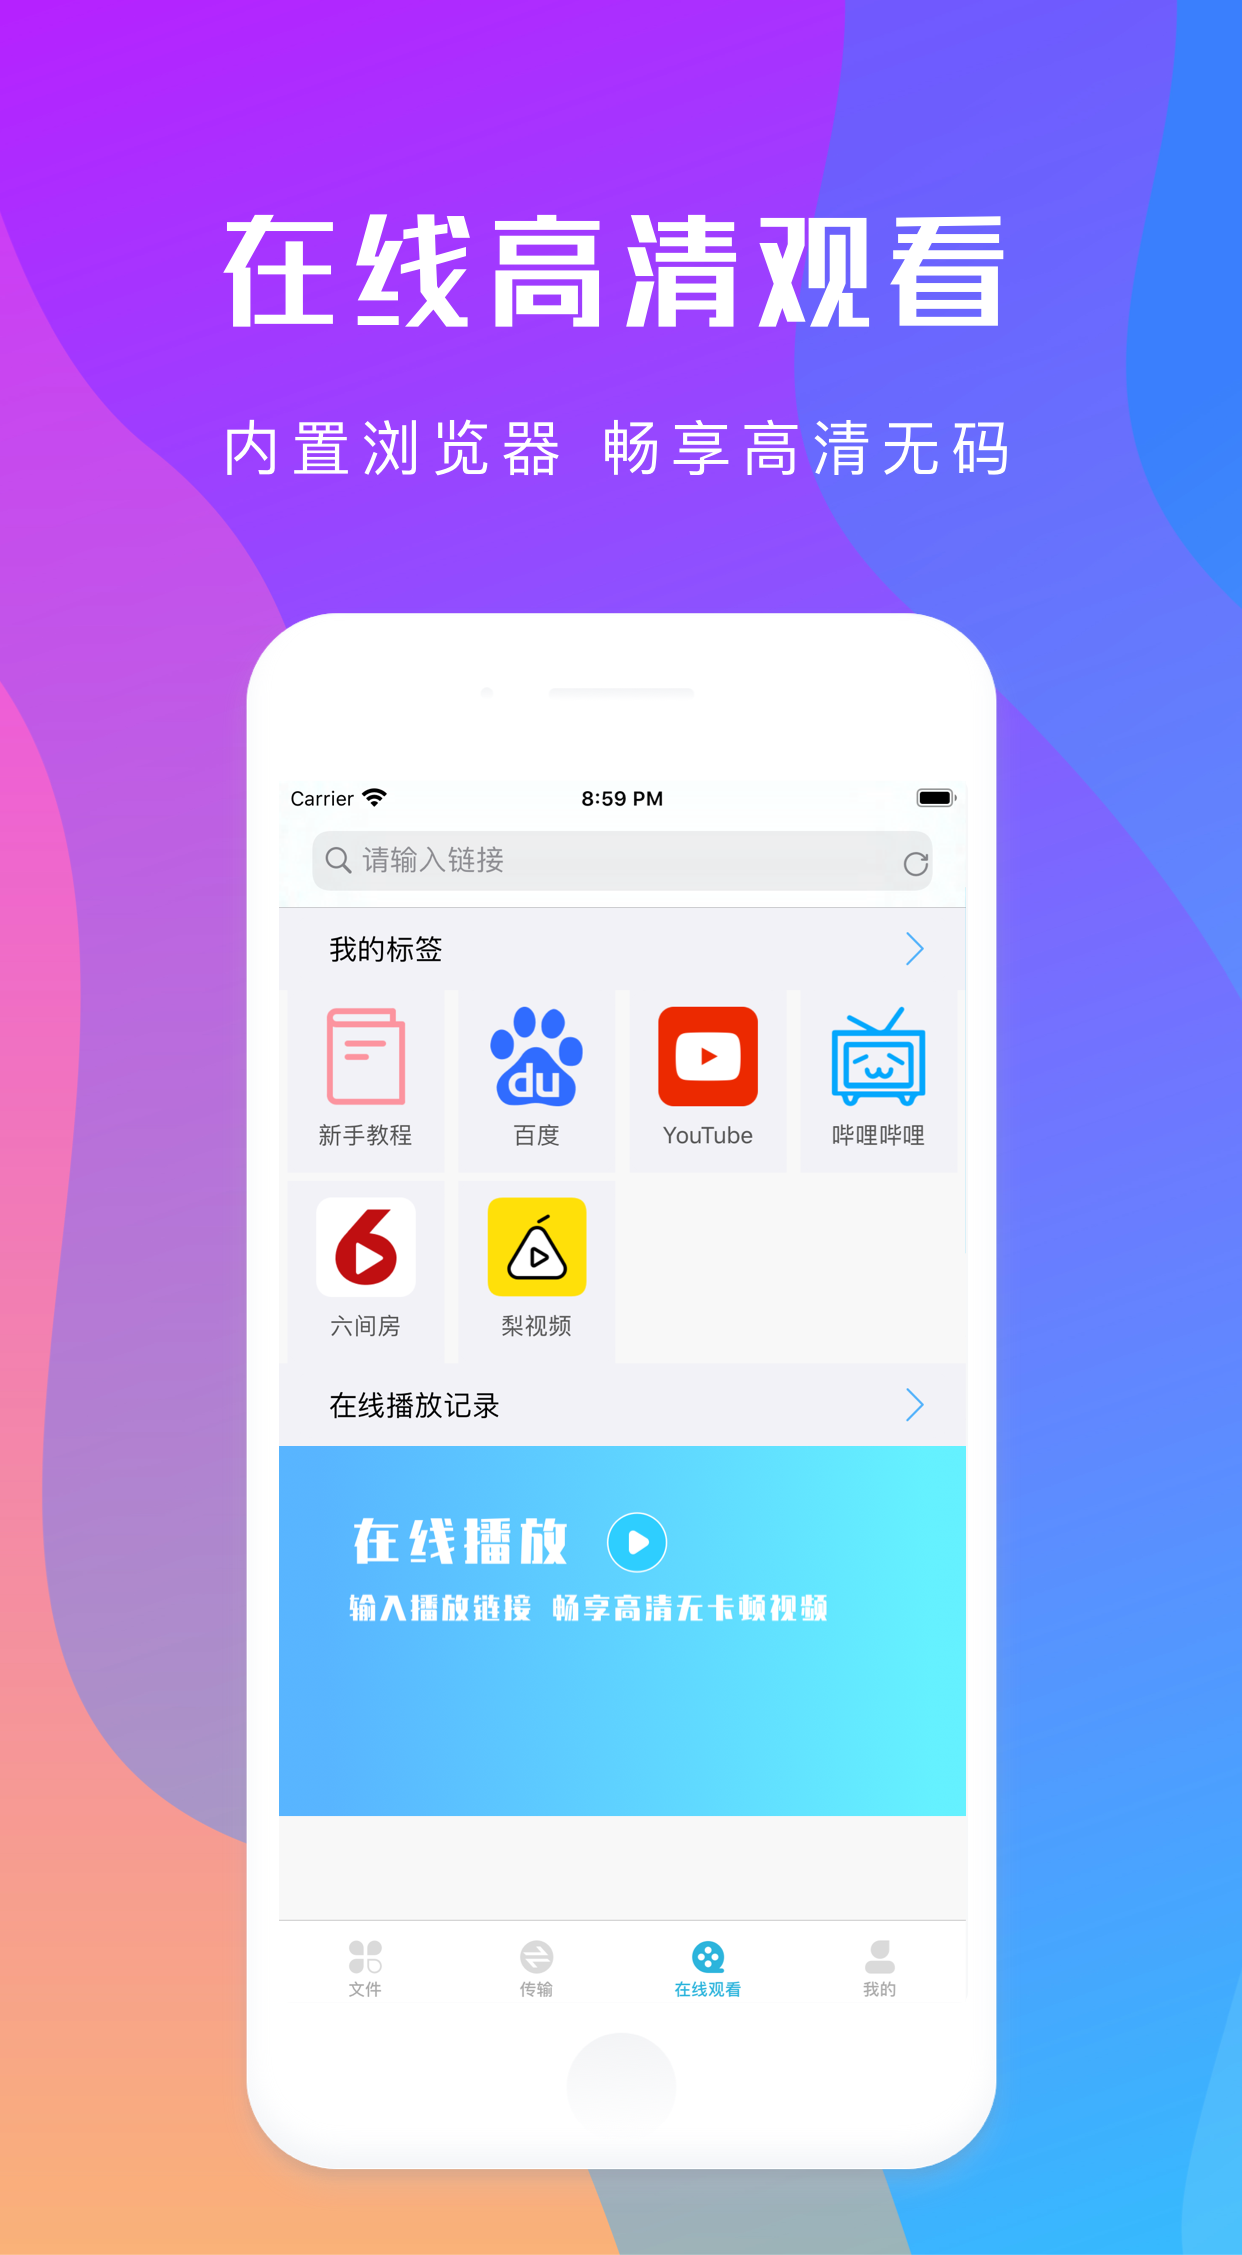 在线高清观看
内置浏览器 畅享高清无码
Carrier 8:59 PM
请输入链接
我的标签
du
新手教程 百度 YouTube 哔哩哔哩
六间房 梨视频
在线播放记录
在线播放
输入播放链接 畅享高清无卡顿视频
文件 传输 在线观看 我的